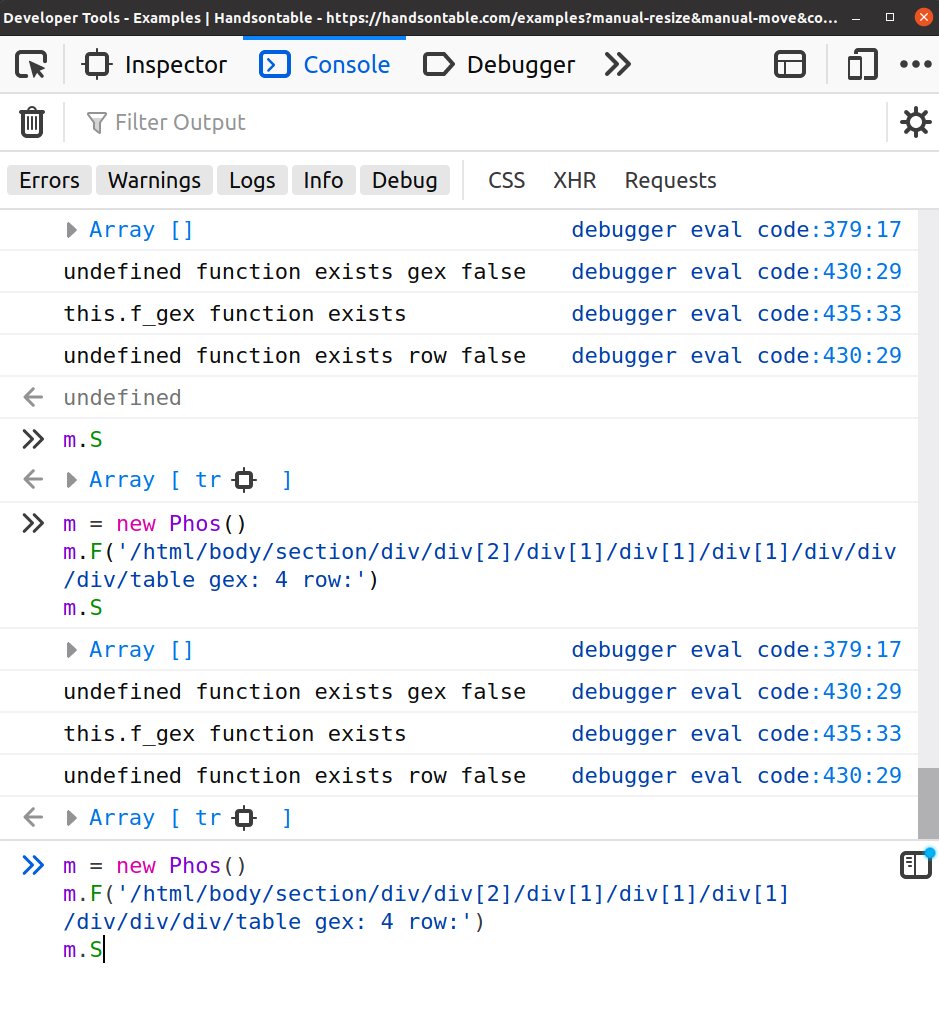 Developer Tools - Examples | Handsontable - https://handsontable.com/examples?manual-resize&manual-move&co...
Inspector Console Debugger
Filter Output
Errors Warnings Logs Info Debug CSS XHR Requests
Array [] debugger eval code:379:17
undefined function exists gex false debugger eval code:430:29
this.f_gex function exists debugger eval code:435:33
undefined function exists row false debugger eval code:430:29
undefined
m.S
Array [ tr ]
m = new Phos()
m.F('/html/body/section/div/div[2]/div[1]/div[1]/div[1]/div/div
/div/table gex: 4 row:')
m.S
Array [] debugger eval code:379:17
undefined function exists gex false debugger eval code:430:29
this.f_gex function exists debugger eval code:435:33
undefined function exists row false debugger eval code:430:29
Array [ tr ]
m = new Phos()
m.F('/html/body/section/div/div[2]/div[1]/div[1]/div[1]
/div/div/div/table gex: 4 row:')
m.S